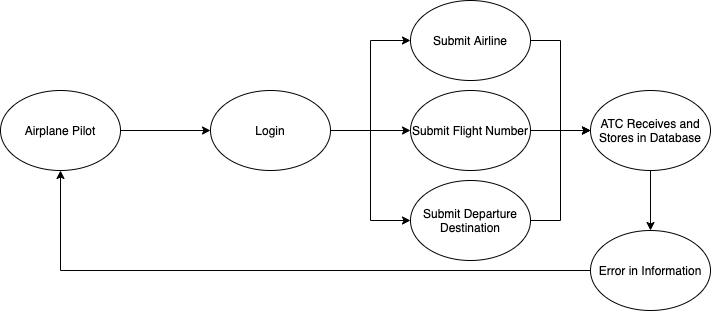 Submit Airline
Airplane Pilot
Login
Submit Flight Number
ATC Receives and
Stores in Database
Submit Departure
Destination
Error in Information